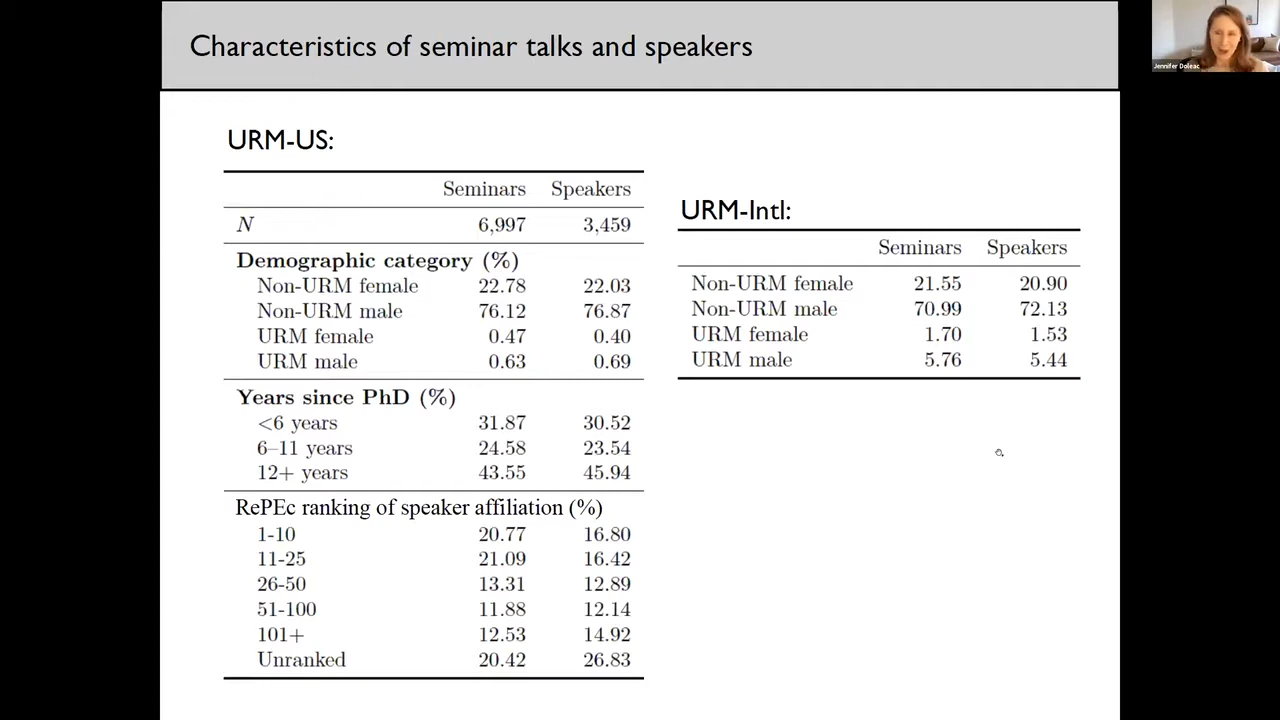 Characteristics of seminar talks and speakers
Jennifer Doleac
URM-US:
Seminars Speakers
N 6,997 3,459
Demographic category (%)
Non-URM female 22.78 22.03
Non-URM male 76.12 76.87
URM female 0.47 0.40
URM male 0.63 0.69
Years since PhD (%)
<6 years 31.87 30.52
6–11 years 24.58 23.54
12+ years 43.55 45.94
RePEc ranking of speaker affiliation (%)
1-10 20.77 16.80
11-25 21.09 16.42
26-50 13.31 12.89
51-100 11.88 12.14
101+ 12.53 14.92
Unranked 20.42 26.83
URM-Intl:
Seminars Speakers
Non-URM female 21.55 20.90
Non-URM male 70.99 72.13
URM female 1.70 1.53
URM male 5.76 5.44